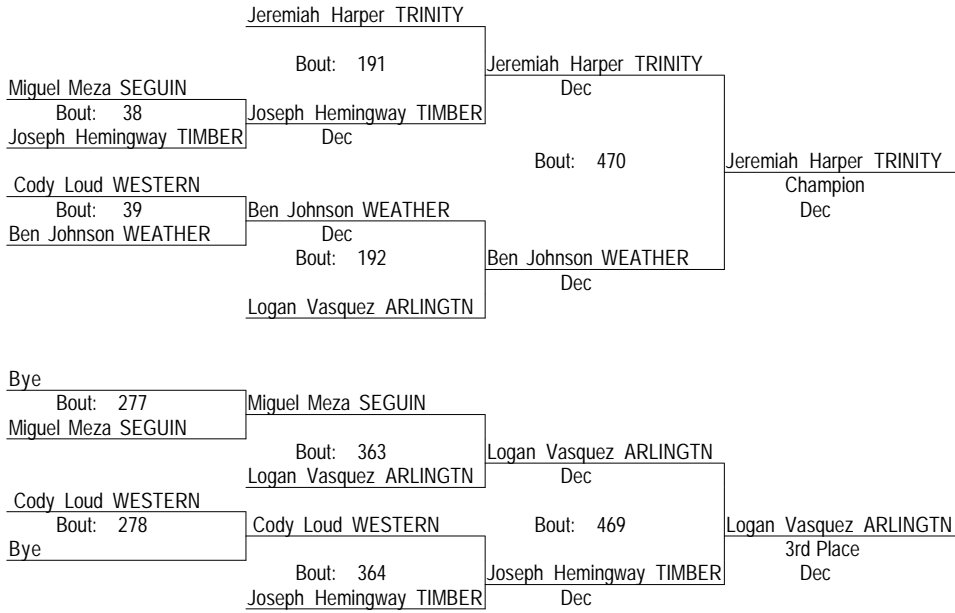 Jeremiah Harper TRINITY
Bout: 191
Jeremiah Harper TRINITY
Dec
Miguel Meza SEGUIN
Bout: 38
Joseph Hemingway TIMBER
Joseph Hemingway TIMBER
Dec
Bout: 470
Jeremiah Harper TRINITY
Champion
Dec
Cody Loud WESTERN
Bout: 39
Ben Johnson WEATHER
Ben Johnson WEATHER
Dec
Bout: 192
Ben Johnson WEATHER
Dec
Logan Vasquez ARLINGTN
Bye
Bout: 277
Miguel Meza SEGUIN
Miguel Meza SEGUIN
Bout: 363
Logan Vasquez ARLINGTN
Logan Vasquez ARLINGTN
Dec
Cody Loud WESTERN
Bout: 278
Bye
Cody Loud WESTERN
Bout: 469
Logan Vasquez ARLINGTN
3rd Place
Dec
Bout: 364
Joseph Hemingway TIMBER
Joseph Hemingway TIMBER
Dec